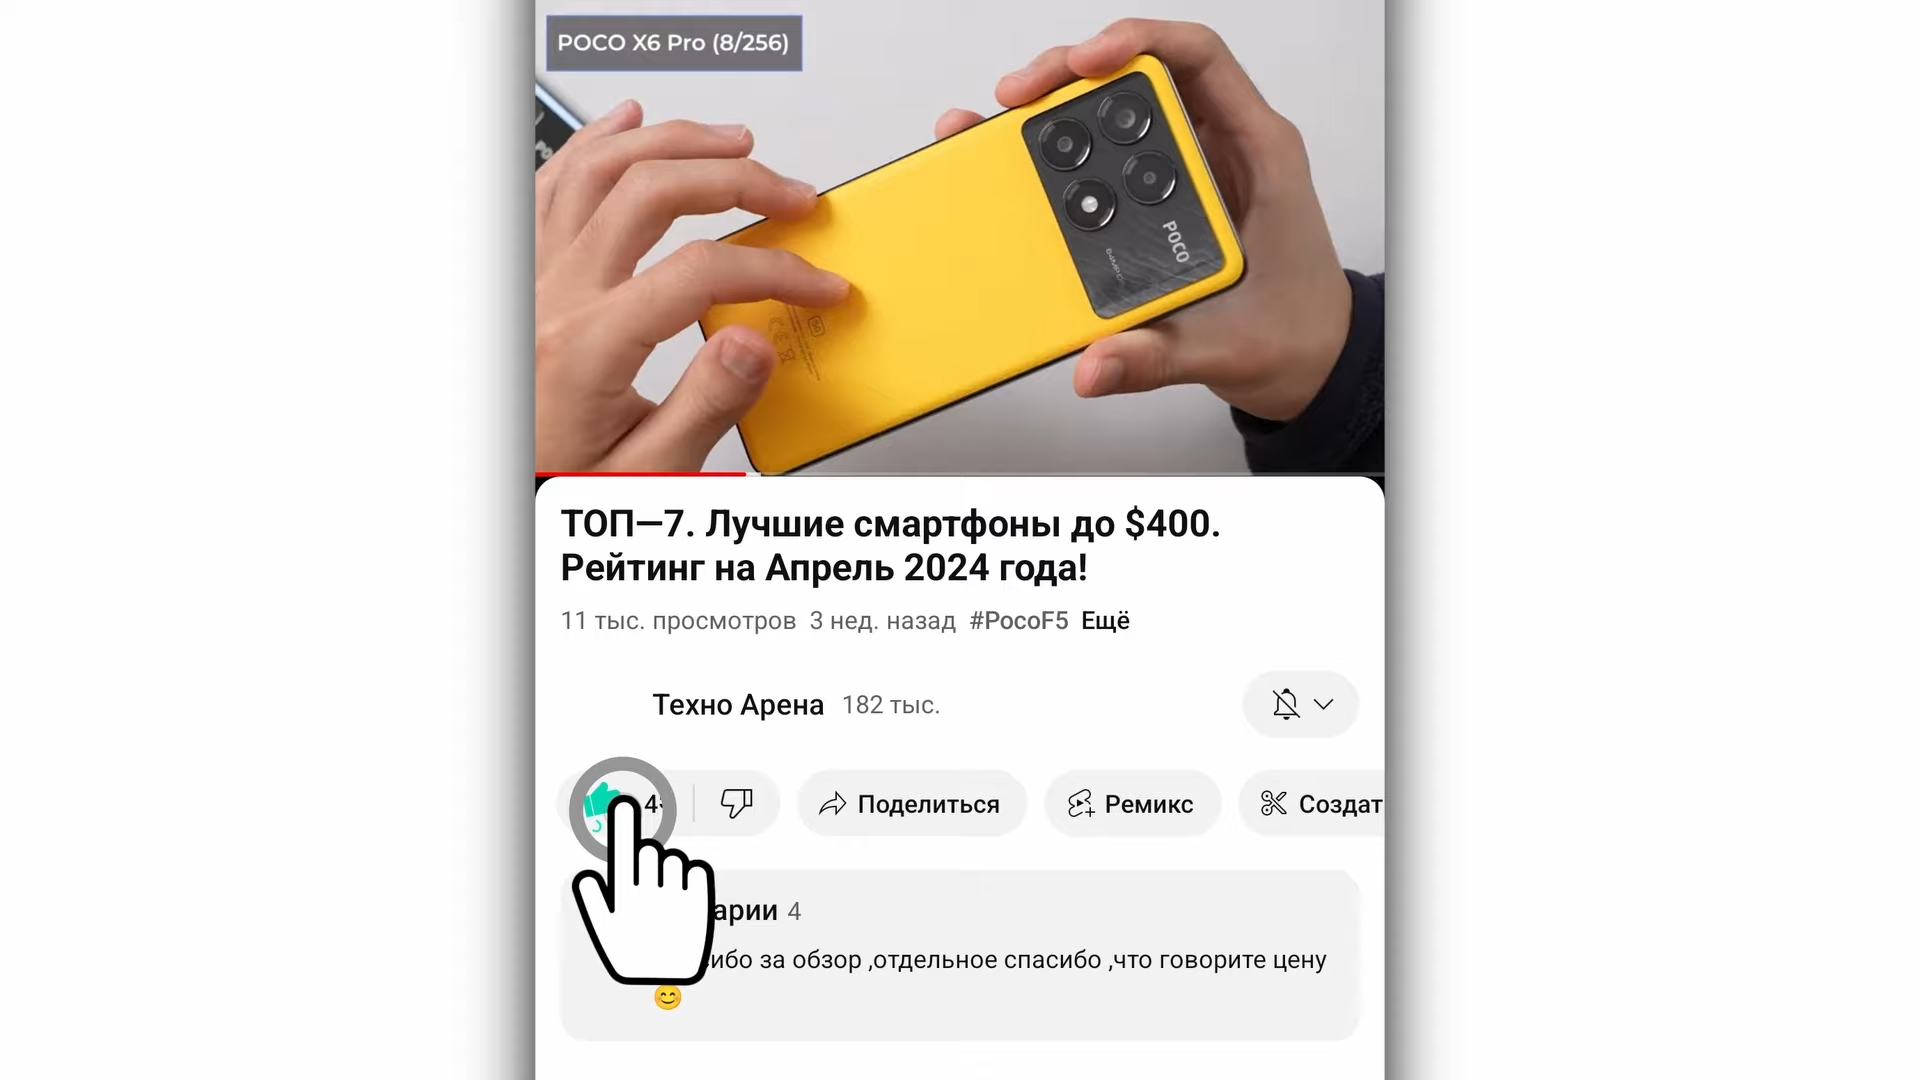 POCO X6 Pro (8/256)
POCO
ТОП—7. Лучшие смартфоны до $400.
Рейтинг на Апрель 2024 года!
11 тыс. просмотров 3 нед. назад #PocoF5 Ещё
Техно Арена 182 тыс.
Поделиться Ремикс Создат
арии 4
ибо за обзор ,отдельное спасибо ,что говорите цену
😊